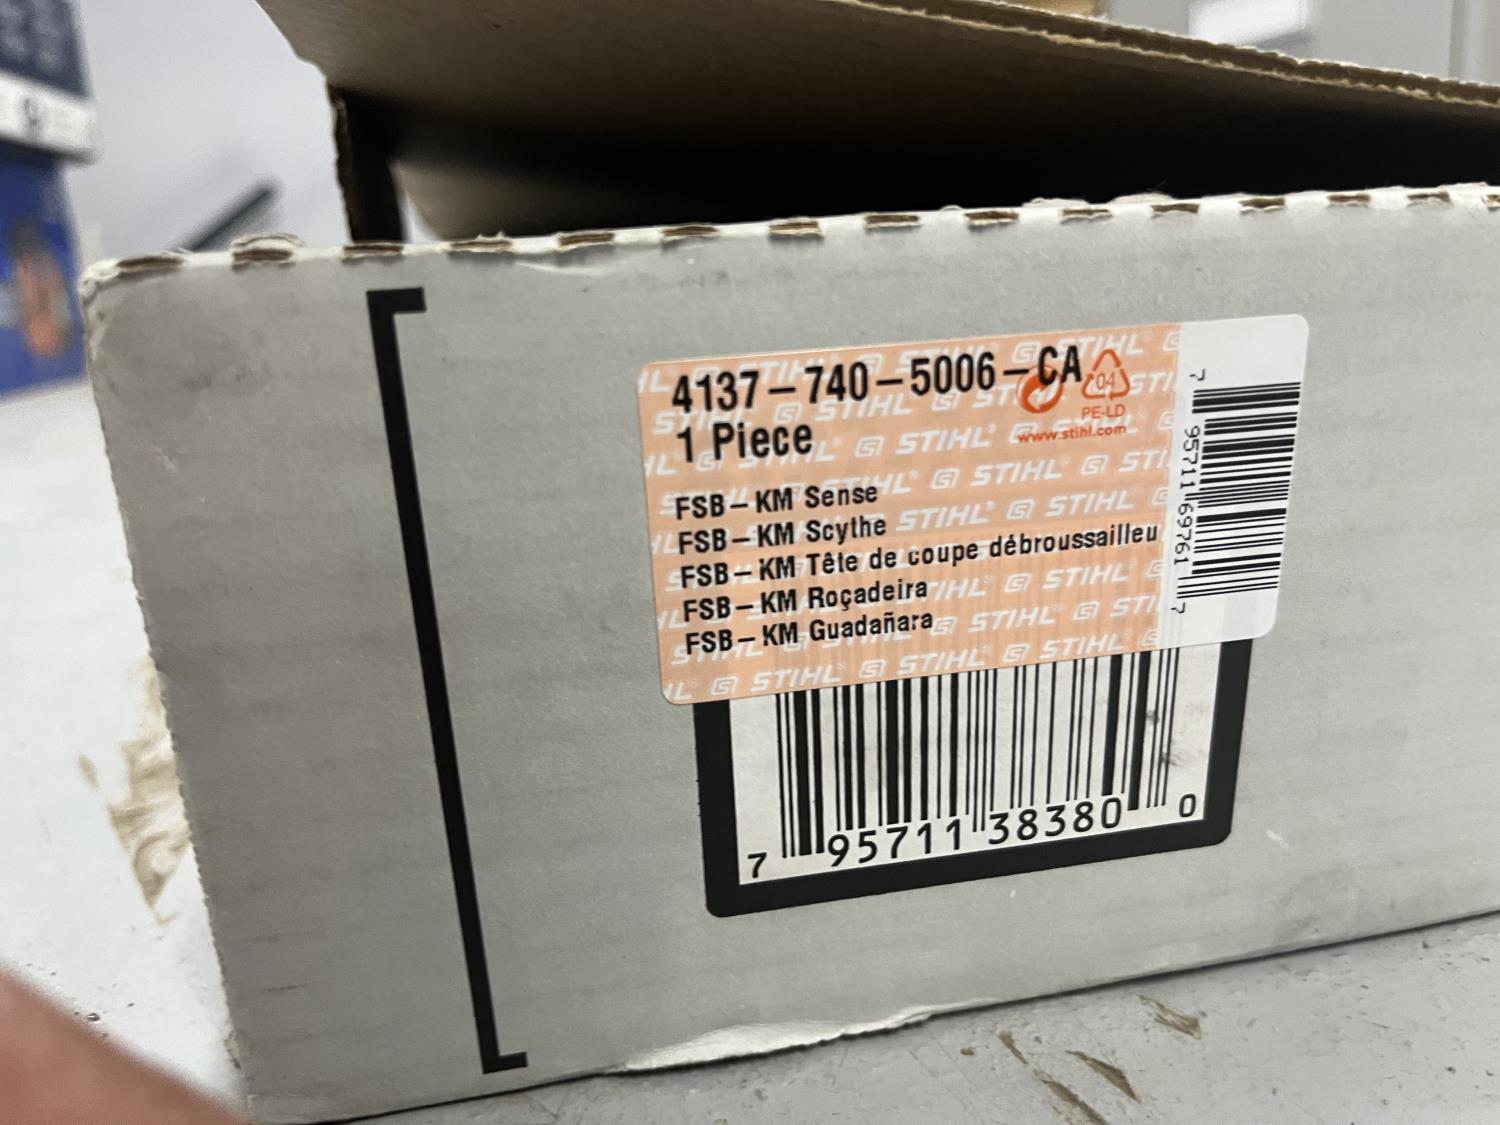 4137-740-5006-CA
1 Piece
04
PE-LD
www.stihl.com
FSB-KM Sense
FSB-KM Scythe
FSB-KM Tête de coupe débroussailleu
FSB-KM Roçadeira
FSB-KM Guadañara
STIHL
7 95711 69761 7
7 95711 38380 0